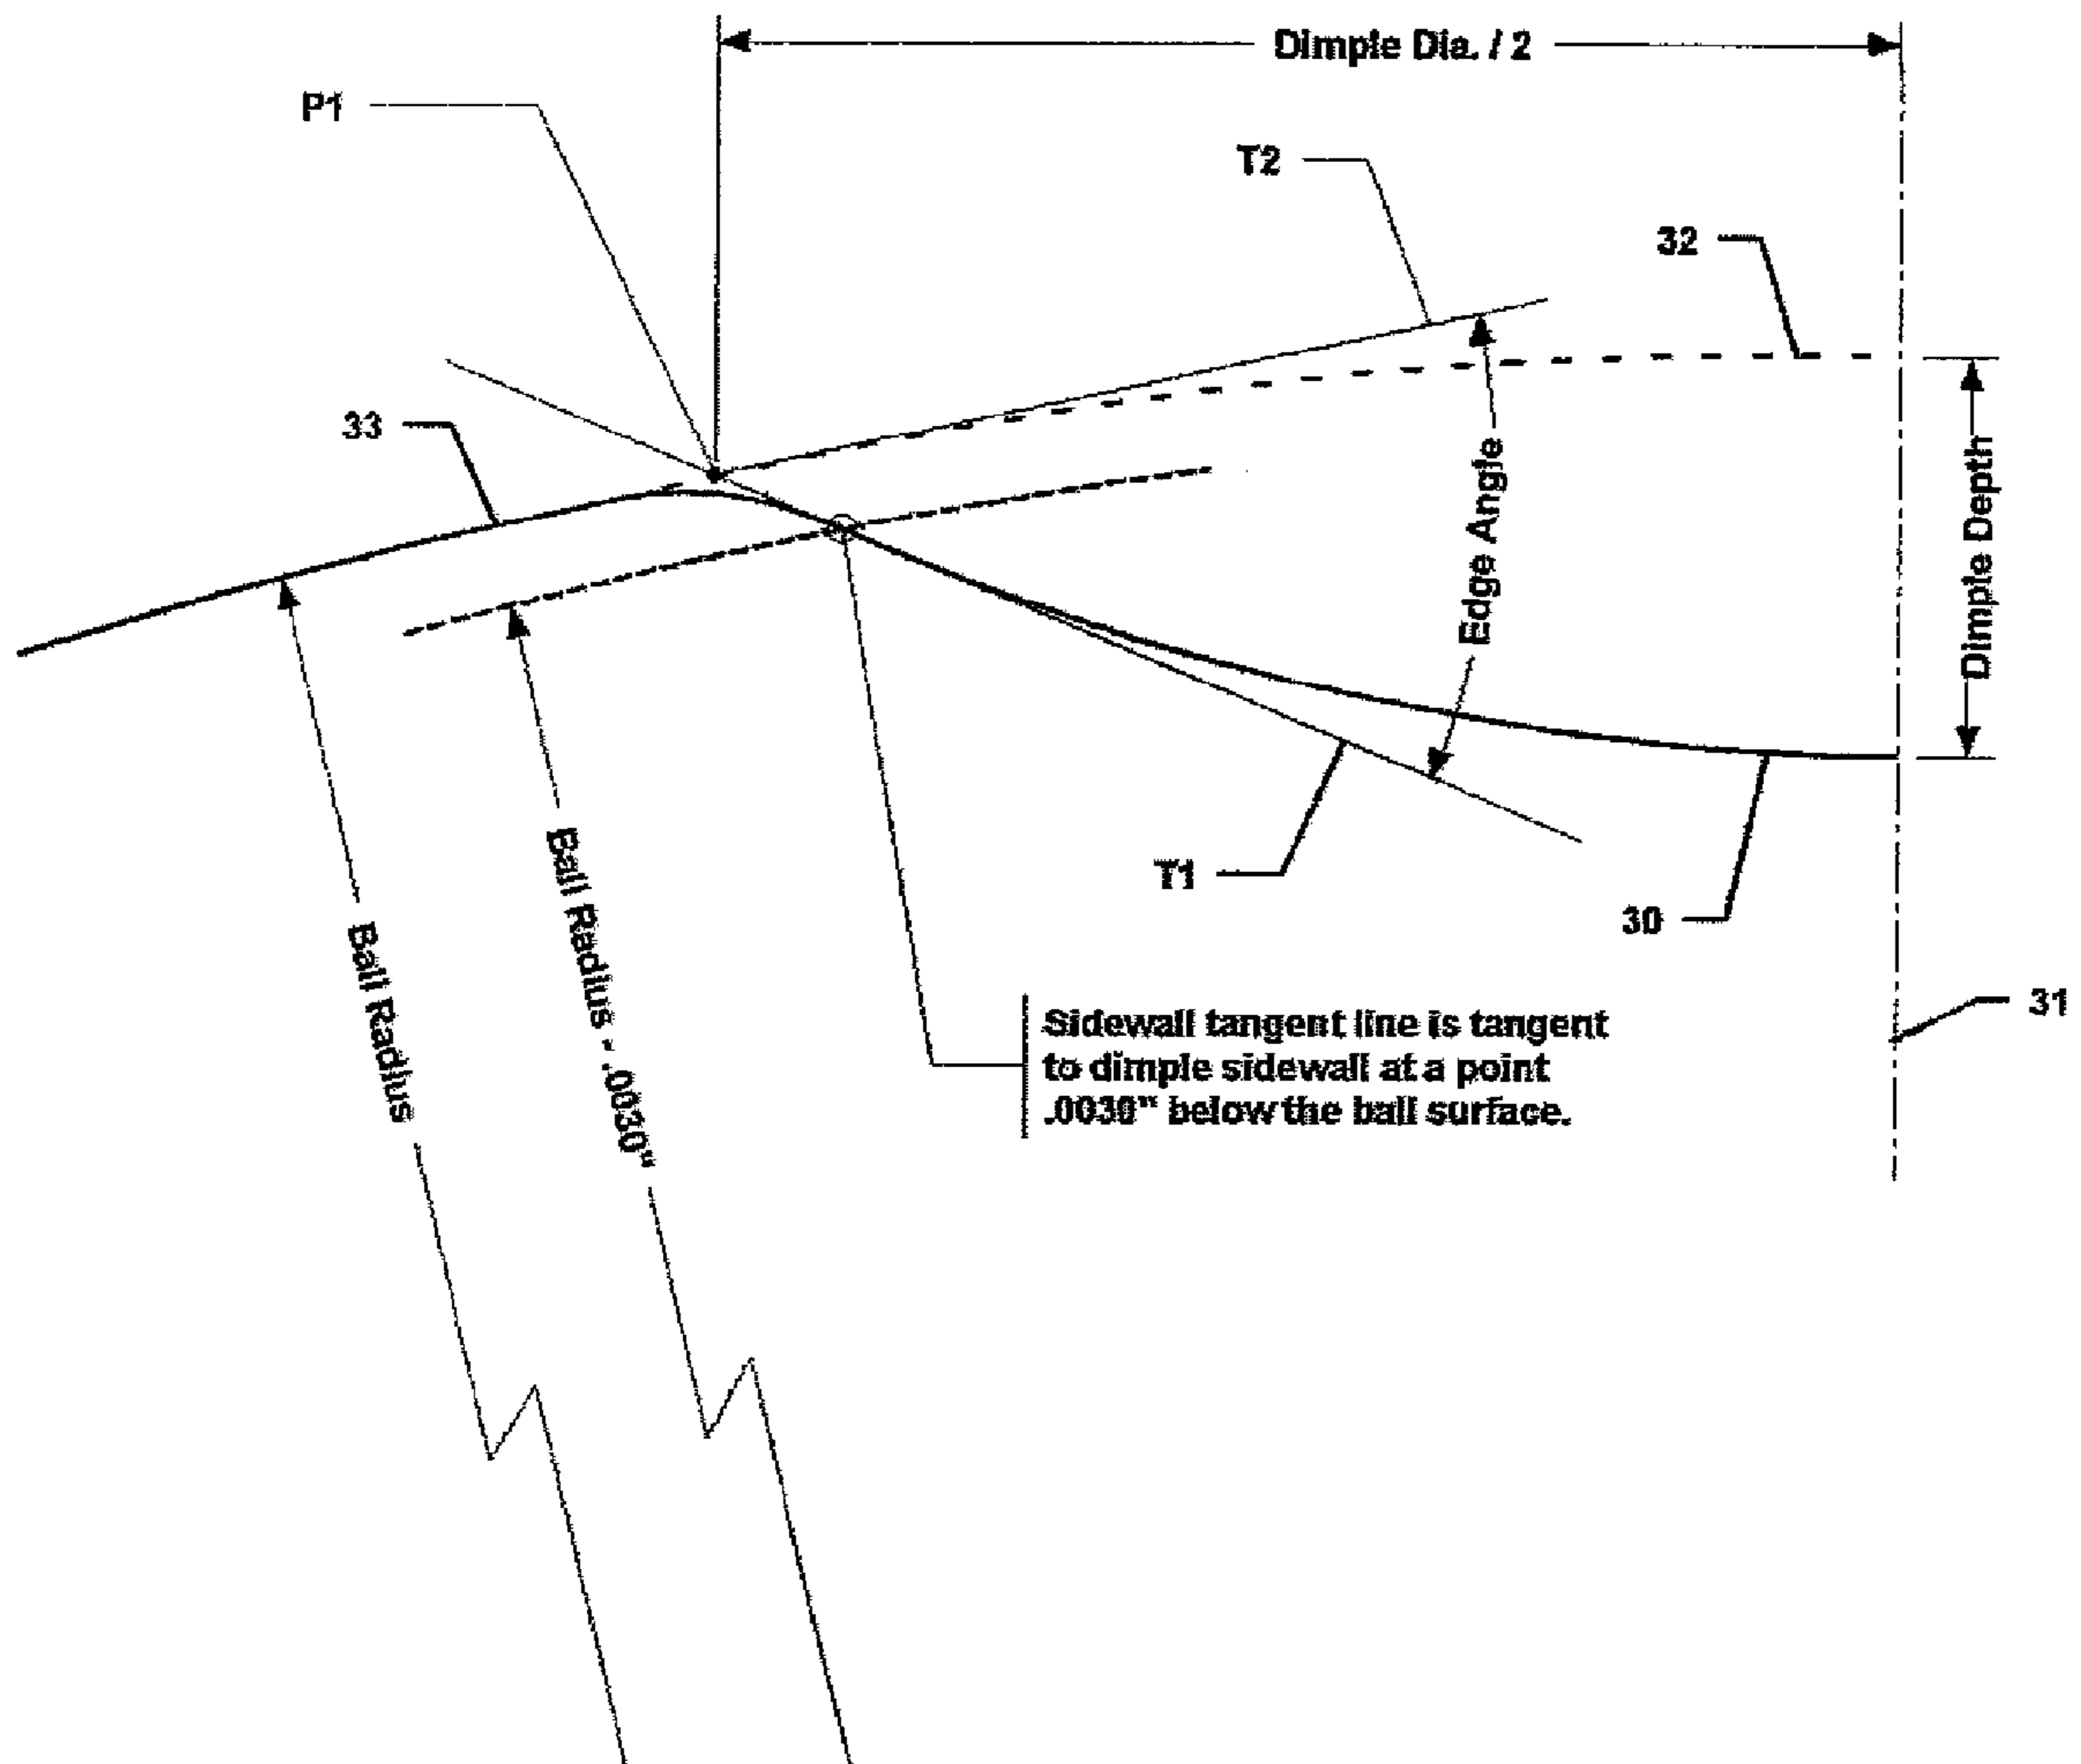 Dimple Dia. / 2
P1
T2
32
33
Edge Angle
Dimple Depth
Ball Radius
Ball Radius - .0030"
T1
30
31
Sidewall tangent line is tangent
to dimple sidewall at a point
.0030" below the ball surface.